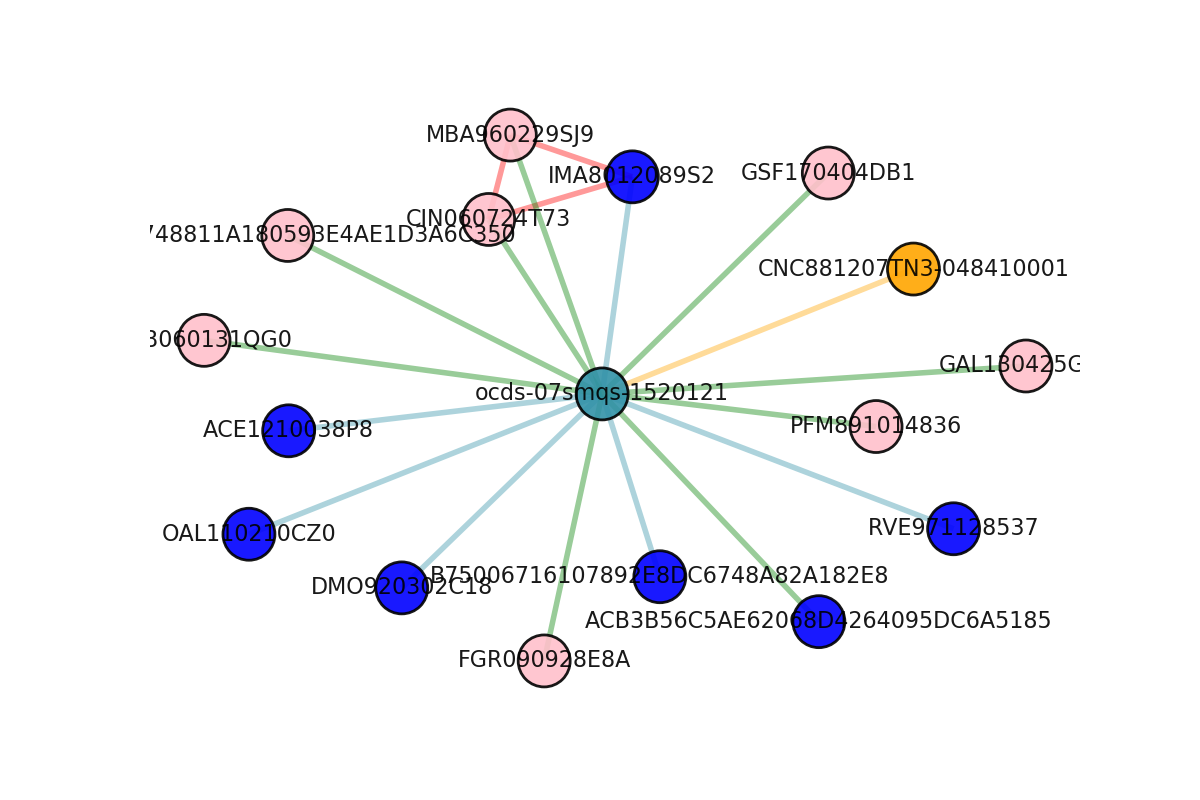 MBA960229SJ9
IMA8012089S2
GSF170404DB1
CJN060724T73
748811A180593E4AE1D3A6C350
CNC881207TN3-048410001
3060131QG0
GAL130425G
ocds-07smqs-1520121
ACE1210038P8
PFM891014836
OAL110210CZ0
RVE971128537
DMO920302C18
B75006716107892E8DC6748A82A182E8
ACB3B56C5AE62068D4264095DC6A5185
FGR090928E8A